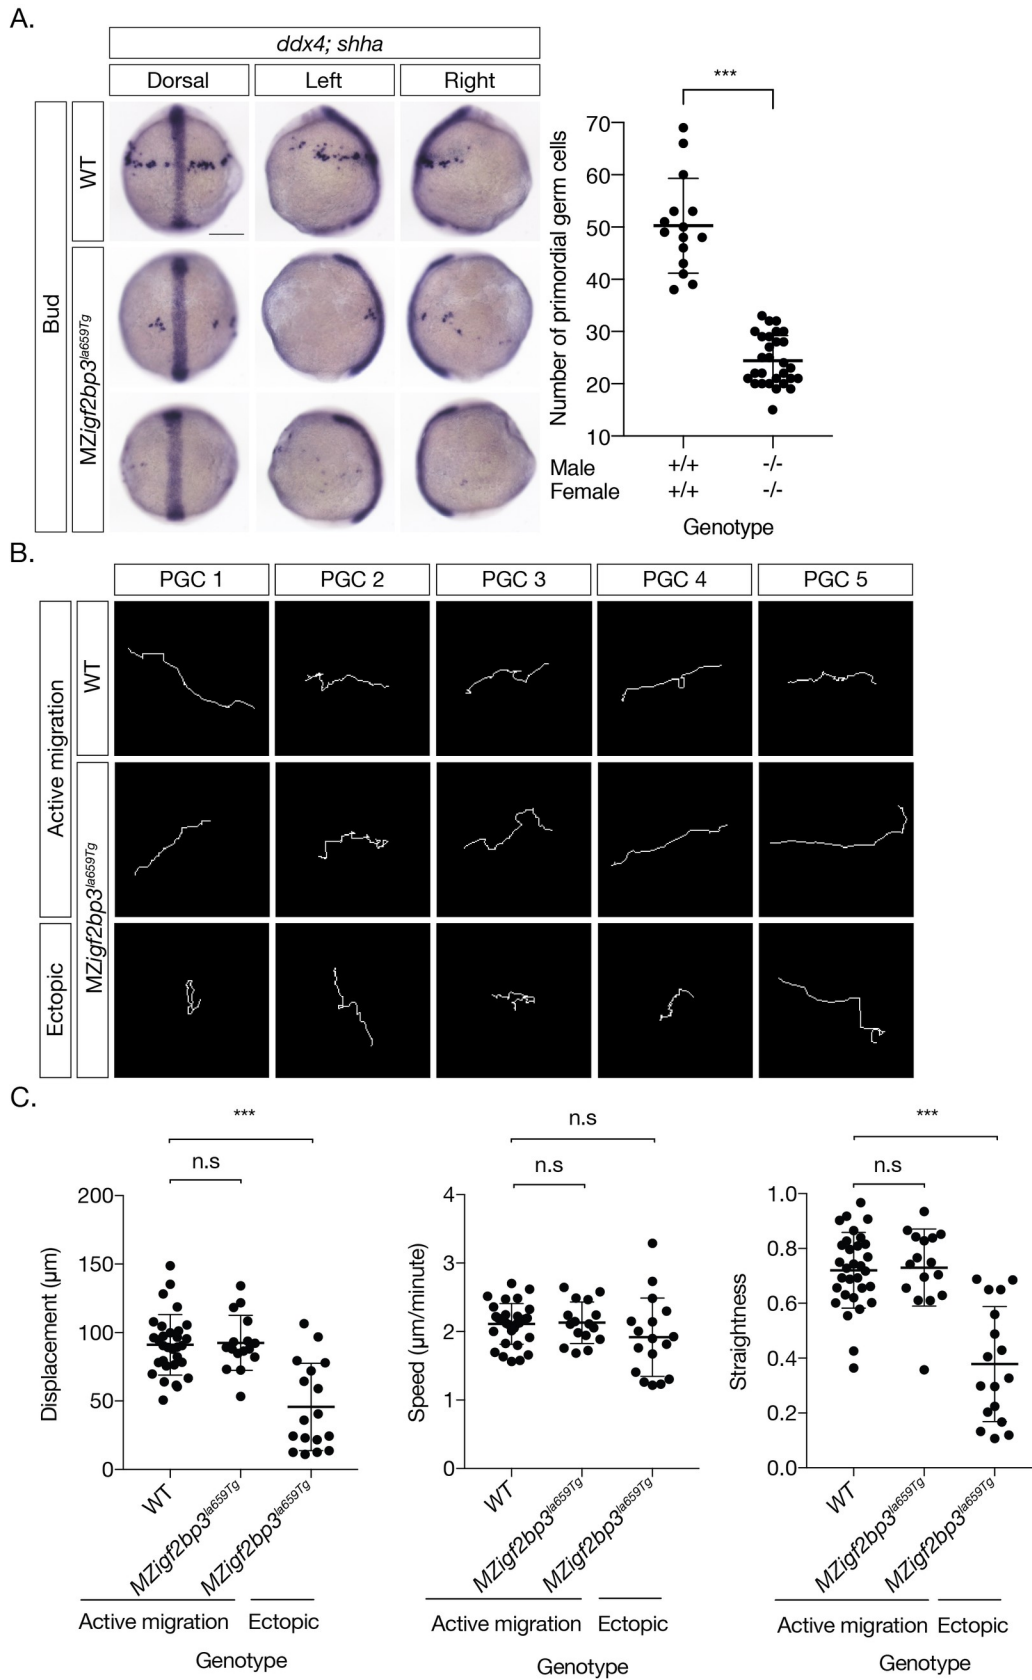 A.
ddx4; shha
Dorsal Left Right
Bud
WT
MZigf2bp3la659Tg
***
Number of primordial germ cells
70
60
50
40
30
20
10
Male +/+ -/-
Female +/+ -/-
Genotype
B.
PGC 1 PGC 2 PGC 3 PGC 4 PGC 5
Active migration
WT
MZigf2bp3la659Tg
Ectopic
C.
***
n.s
Displacement (µm)
200
150
100
50
0
WT
MZigf2bp3la659Tg
MZigf2bp3la659Tg
Active migration Ectopic
Genotype
n.s
n.s
Speed (µm/minute)
4
3
2
1
0
WT
MZigf2bp3la659Tg
MZigf2bp3la659Tg
Active migration Ectopic
Genotype
***
n.s
Straightness
1.0
0.8
0.6
0.4
0.2
0.0
WT
MZigf2bp3la659Tg
MZigf2bp3la659Tg
Active migration Ectopic
Genotype